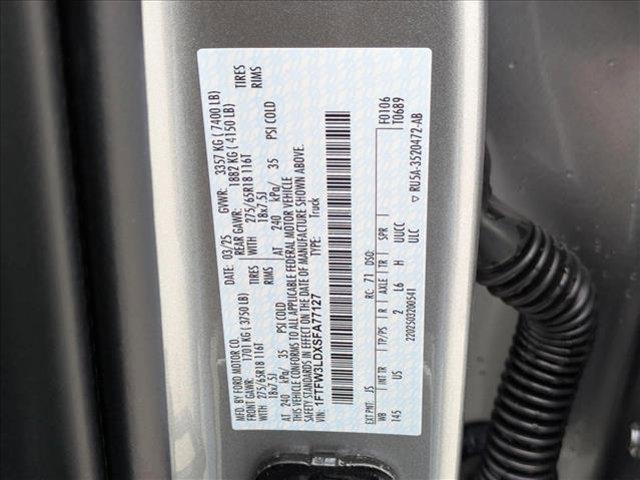 MFD. BY FORD MOTOR CO.
DATE: 03/25 GVWR: 3357 KG ( 7400 LB)
FRONT GAWR: 1701 KG ( 3750 LB) REAR GAWR: 1882 KG ( 4150 LB)
WITH 275/65R18 116T TIRES WITH 275/65R18 116T TIRES
18x7.5J RIMS 18x7.5J RIMS
AT 240 kPa/ 35 PSI COLD AT 240 kPa/ 35 PSI COLD
THIS VEHICLE CONFORMS TO ALL APPLICABLE FEDERAL MOTOR VEHICLE
SAFETY STANDARDS IN EFFECT ON THE DATE OF MANUFACTURE SHOWN ABOVE.
VIN: 1FTFW3LDXSFA77127 TYPE: Truck
F0106
T0689
EXT PNT: JS RC: 71 DSO:
WB INT TR TP/PS R AXLE TR SPR
145 US 2 L6 H UUCC
ULC
2202503200541 ▽ RU5A-3520472-AB